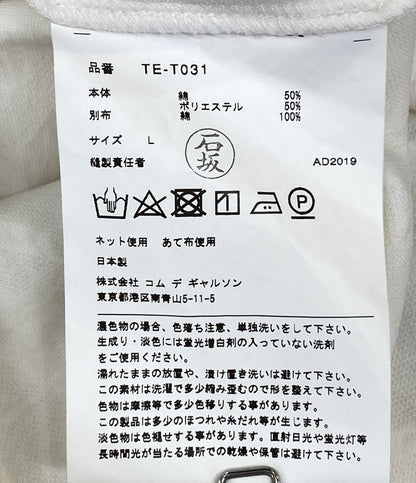 品番 TE-T031
本体 綿 50%
ポリエステル 50%
別布 綿 100%
サイズ L
石坂
縫製責任者 AD2019
P
ネット使用 あて布使用
日本製
株式会社 コム デ ギャルソン
東京都港区南青山5-11-5
濃色物の場合、色落ち注意、単独洗いをして下さい。
生成り・淡色には蛍光増白剤の入っていない洗剤
をご使用ください。
濡れたままの放置や、漬け置き洗いは避けて下さい。
この素材は洗濯で多少縮み歪むので形を整えて下さい。
色物は摩擦等で多少色移りする事があります。
この製品は多少のほつれや糸だれ等が生じます。
淡色物は色褪せする事があります。直射日光や蛍光灯等
長時間光が当たる場所での乾燥や保管は避けて下さい。